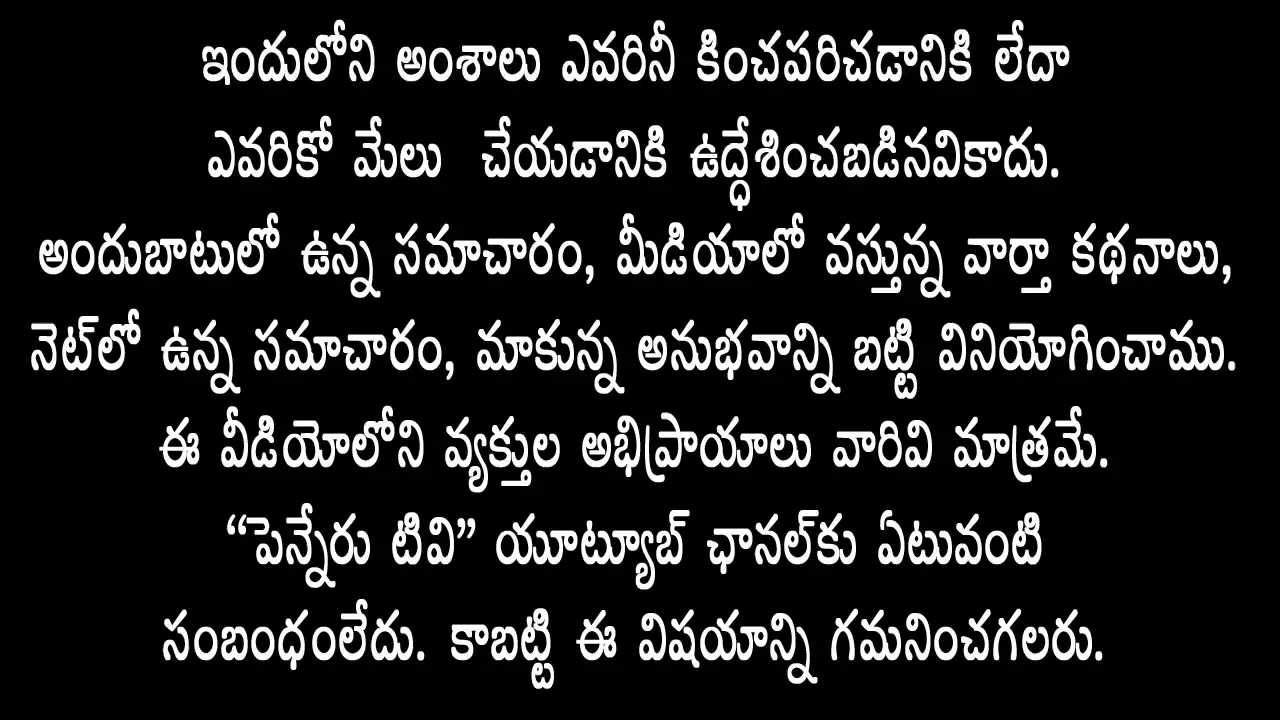 ఇందులోని అంశాలు ఎవరినీ కించపరిచడానికి లేదా
ఎవరికో మేలు చేయడానికి ఉద్ధేశించబడినవికాదు.
అందుబాటులో ఉన్న సమాచారం, మీడియాలో వస్తున్న వార్తా కథనాలు,
నెట్‌లో ఉన్న సమాచారం, మాకున్న అనుభవాన్ని బట్టి వినియోగించాము.
ఈ వీడియోలోని వ్యక్తుల అభిప్రాయాలు వారివి మాత్రమే.
“పెన్నేరు టివి” యూట్యూబ్ ఛానల్‌కు ఏటువంటి
సంబంధంలేదు. కాబట్టి ఈ విషయాన్ని గమనించగలరు.